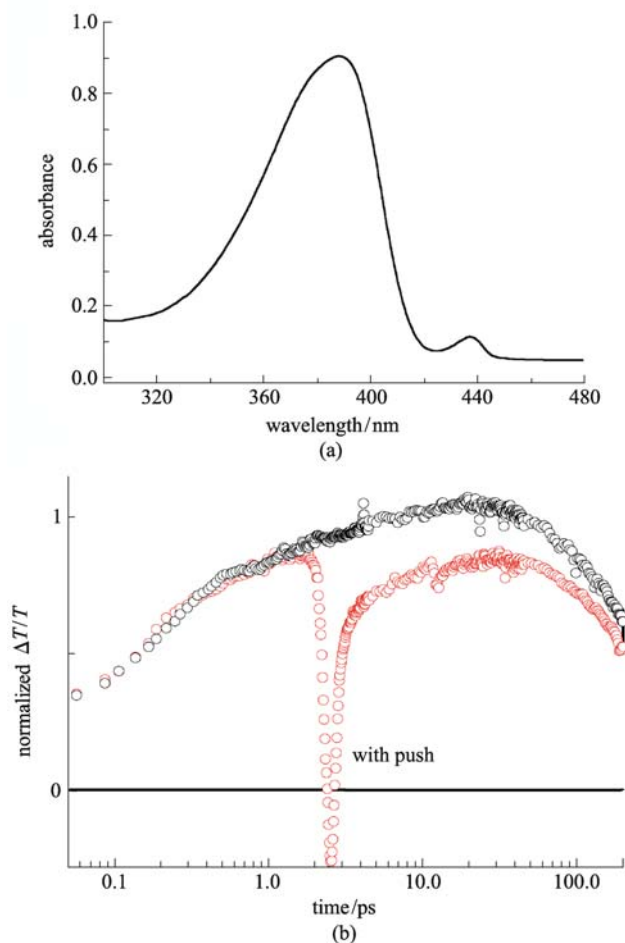 1.0
0.8
0.6
0.4
0.2
0.0
absorbance
320 360 400 440 480
wavelength/nm
(a)
1
0
normalized ΔT/T
with push
0.1 1.0 10.0 100.0
time/ps
(b)